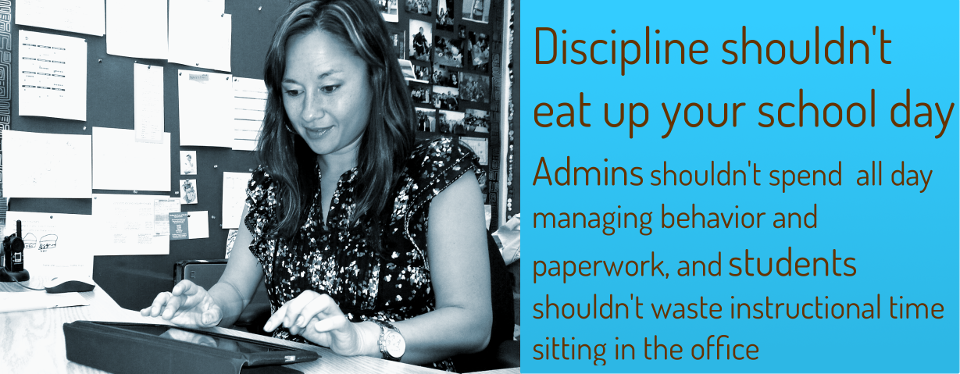 Discipline shouldn't
eat up your school day
Admins shouldn't spend all day
managing behavior and
paperwork, and students
shouldn't waste instructional time
sitting in the office